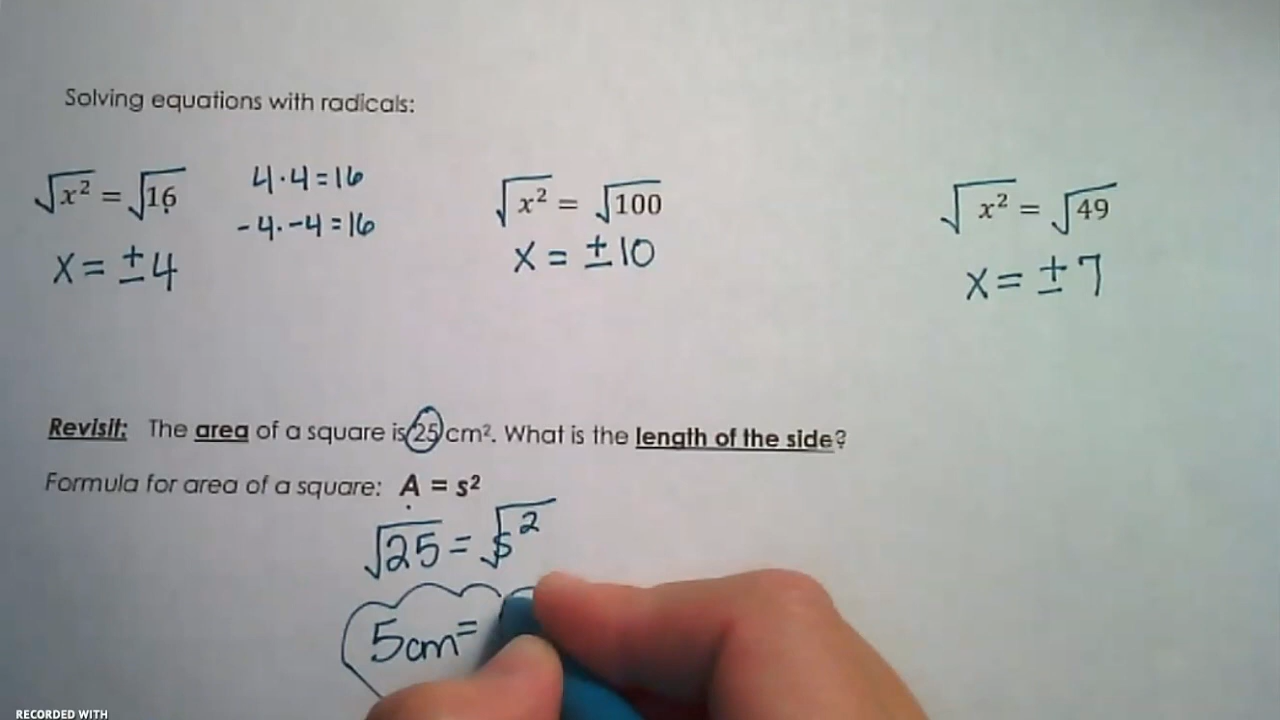 Solving equations with radicals:
√x² = √16
4·4=16
-4·-4=16
x = ±4
√x² = √100
x = ±10
√x² = √49
x = ±7
Revisit: The area of a square is 25 cm². What is the length of the side?
Formula for area of a square: A = s²
√25 = √s²
5cm=
RECORDED WITH